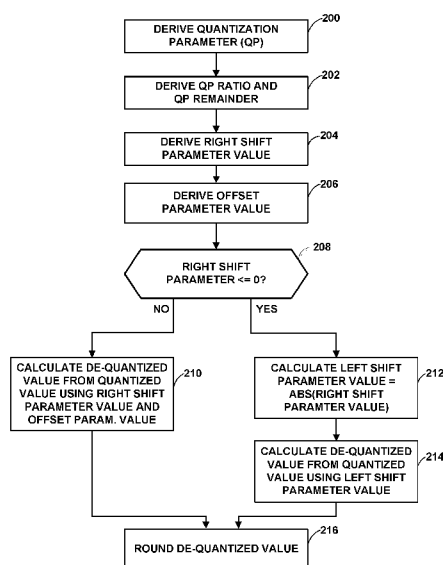 200
DERIVE QUANTIZATION
PARAMETER (QP)
202
DERIVE QP RATIO AND
QP REMAINDER
204
DERIVE RIGHT SHIFT
PARAMETER VALUE
206
DERIVE OFFSET
PARAMETER VALUE
208
RIGHT SHIFT
PARAMETER <= 0?
NO
YES
CALCULATE DE-QUANTIZED
VALUE FROM QUANTIZED
VALUE USING RIGHT SHIFT
PARAMETER VALUE AND
OFFSET PARAM. VALUE
210
CALCULATE LEFT SHIFT
PARAMETER VALUE =
ABS(RIGHT SHIFT
PARAMTER VALUE)
212
CALCULATE DE-QUANTIZED
VALUE FROM QUANTIZED
VALUE USING LEFT SHIFT
PARAMETER VALUE
214
ROUND DE-QUANTIZED VALUE
216